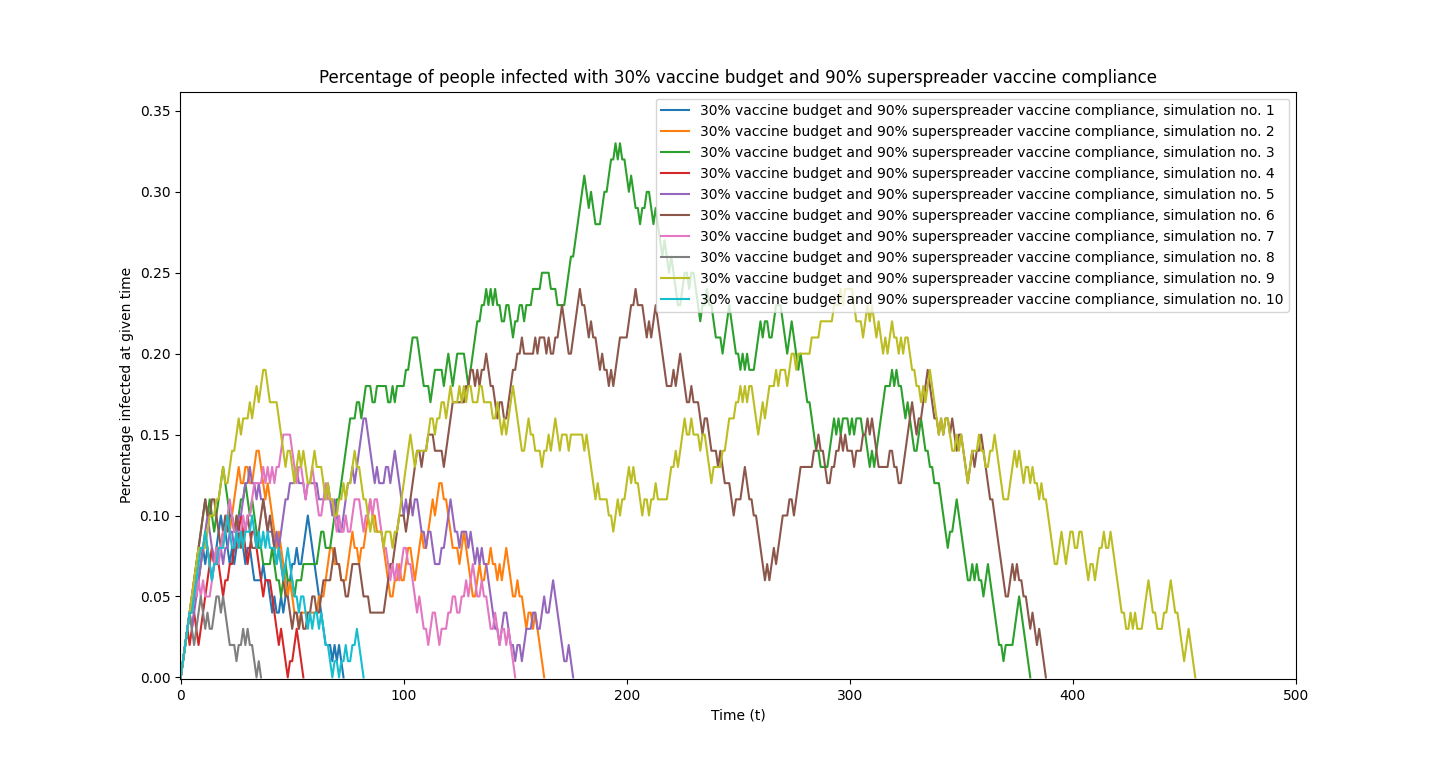 Percentage of people infected with 30% vaccine budget and 90% superspreader vaccine compliance
Percentage infected at given time
0.35
0.30
0.25
0.20
0.15
0.10
0.05
0.00
30% vaccine budget and 90% superspreader vaccine compliance, simulation no. 1
30% vaccine budget and 90% superspreader vaccine compliance, simulation no. 2
30% vaccine budget and 90% superspreader vaccine compliance, simulation no. 3
30% vaccine budget and 90% superspreader vaccine compliance, simulation no. 4
30% vaccine budget and 90% superspreader vaccine compliance, simulation no. 5
30% vaccine budget and 90% superspreader vaccine compliance, simulation no. 6
30% vaccine budget and 90% superspreader vaccine compliance, simulation no. 7
30% vaccine budget and 90% superspreader vaccine compliance, simulation no. 8
30% vaccine budget and 90% superspreader vaccine compliance, simulation no. 9
30% vaccine budget and 90% superspreader vaccine compliance, simulation no. 10
0 100 200 300 400 500
Time (t)